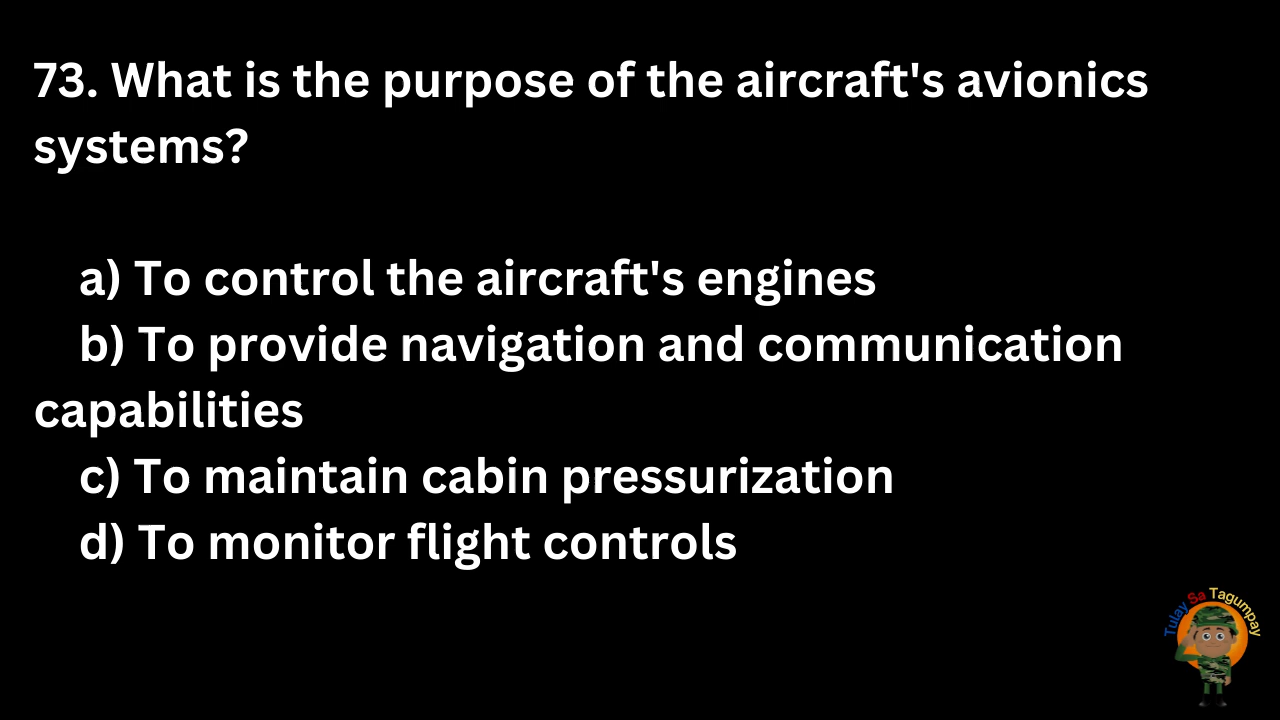 73. What is the purpose of the aircraft's avionics
systems?
a) To control the aircraft's engines
b) To provide navigation and communication
capabilities
c) To maintain cabin pressurization
d) To monitor flight controls
Tulay Sa Tagumpay